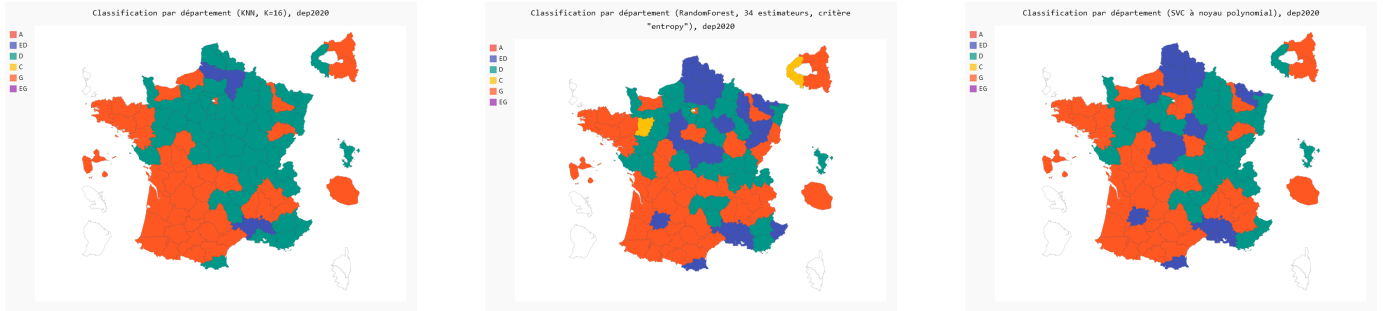 Classification par département (KNN, K=16), dep2020
A
ED
D
C
G
EG
Classification par département (RandomForest, 34 estimateurs, critère
"entropy"), dep2020
A
ED
D
C
G
EG
Classification par département (SVC à noyau polynomial), dep2020
A
ED
D
C
G
EG